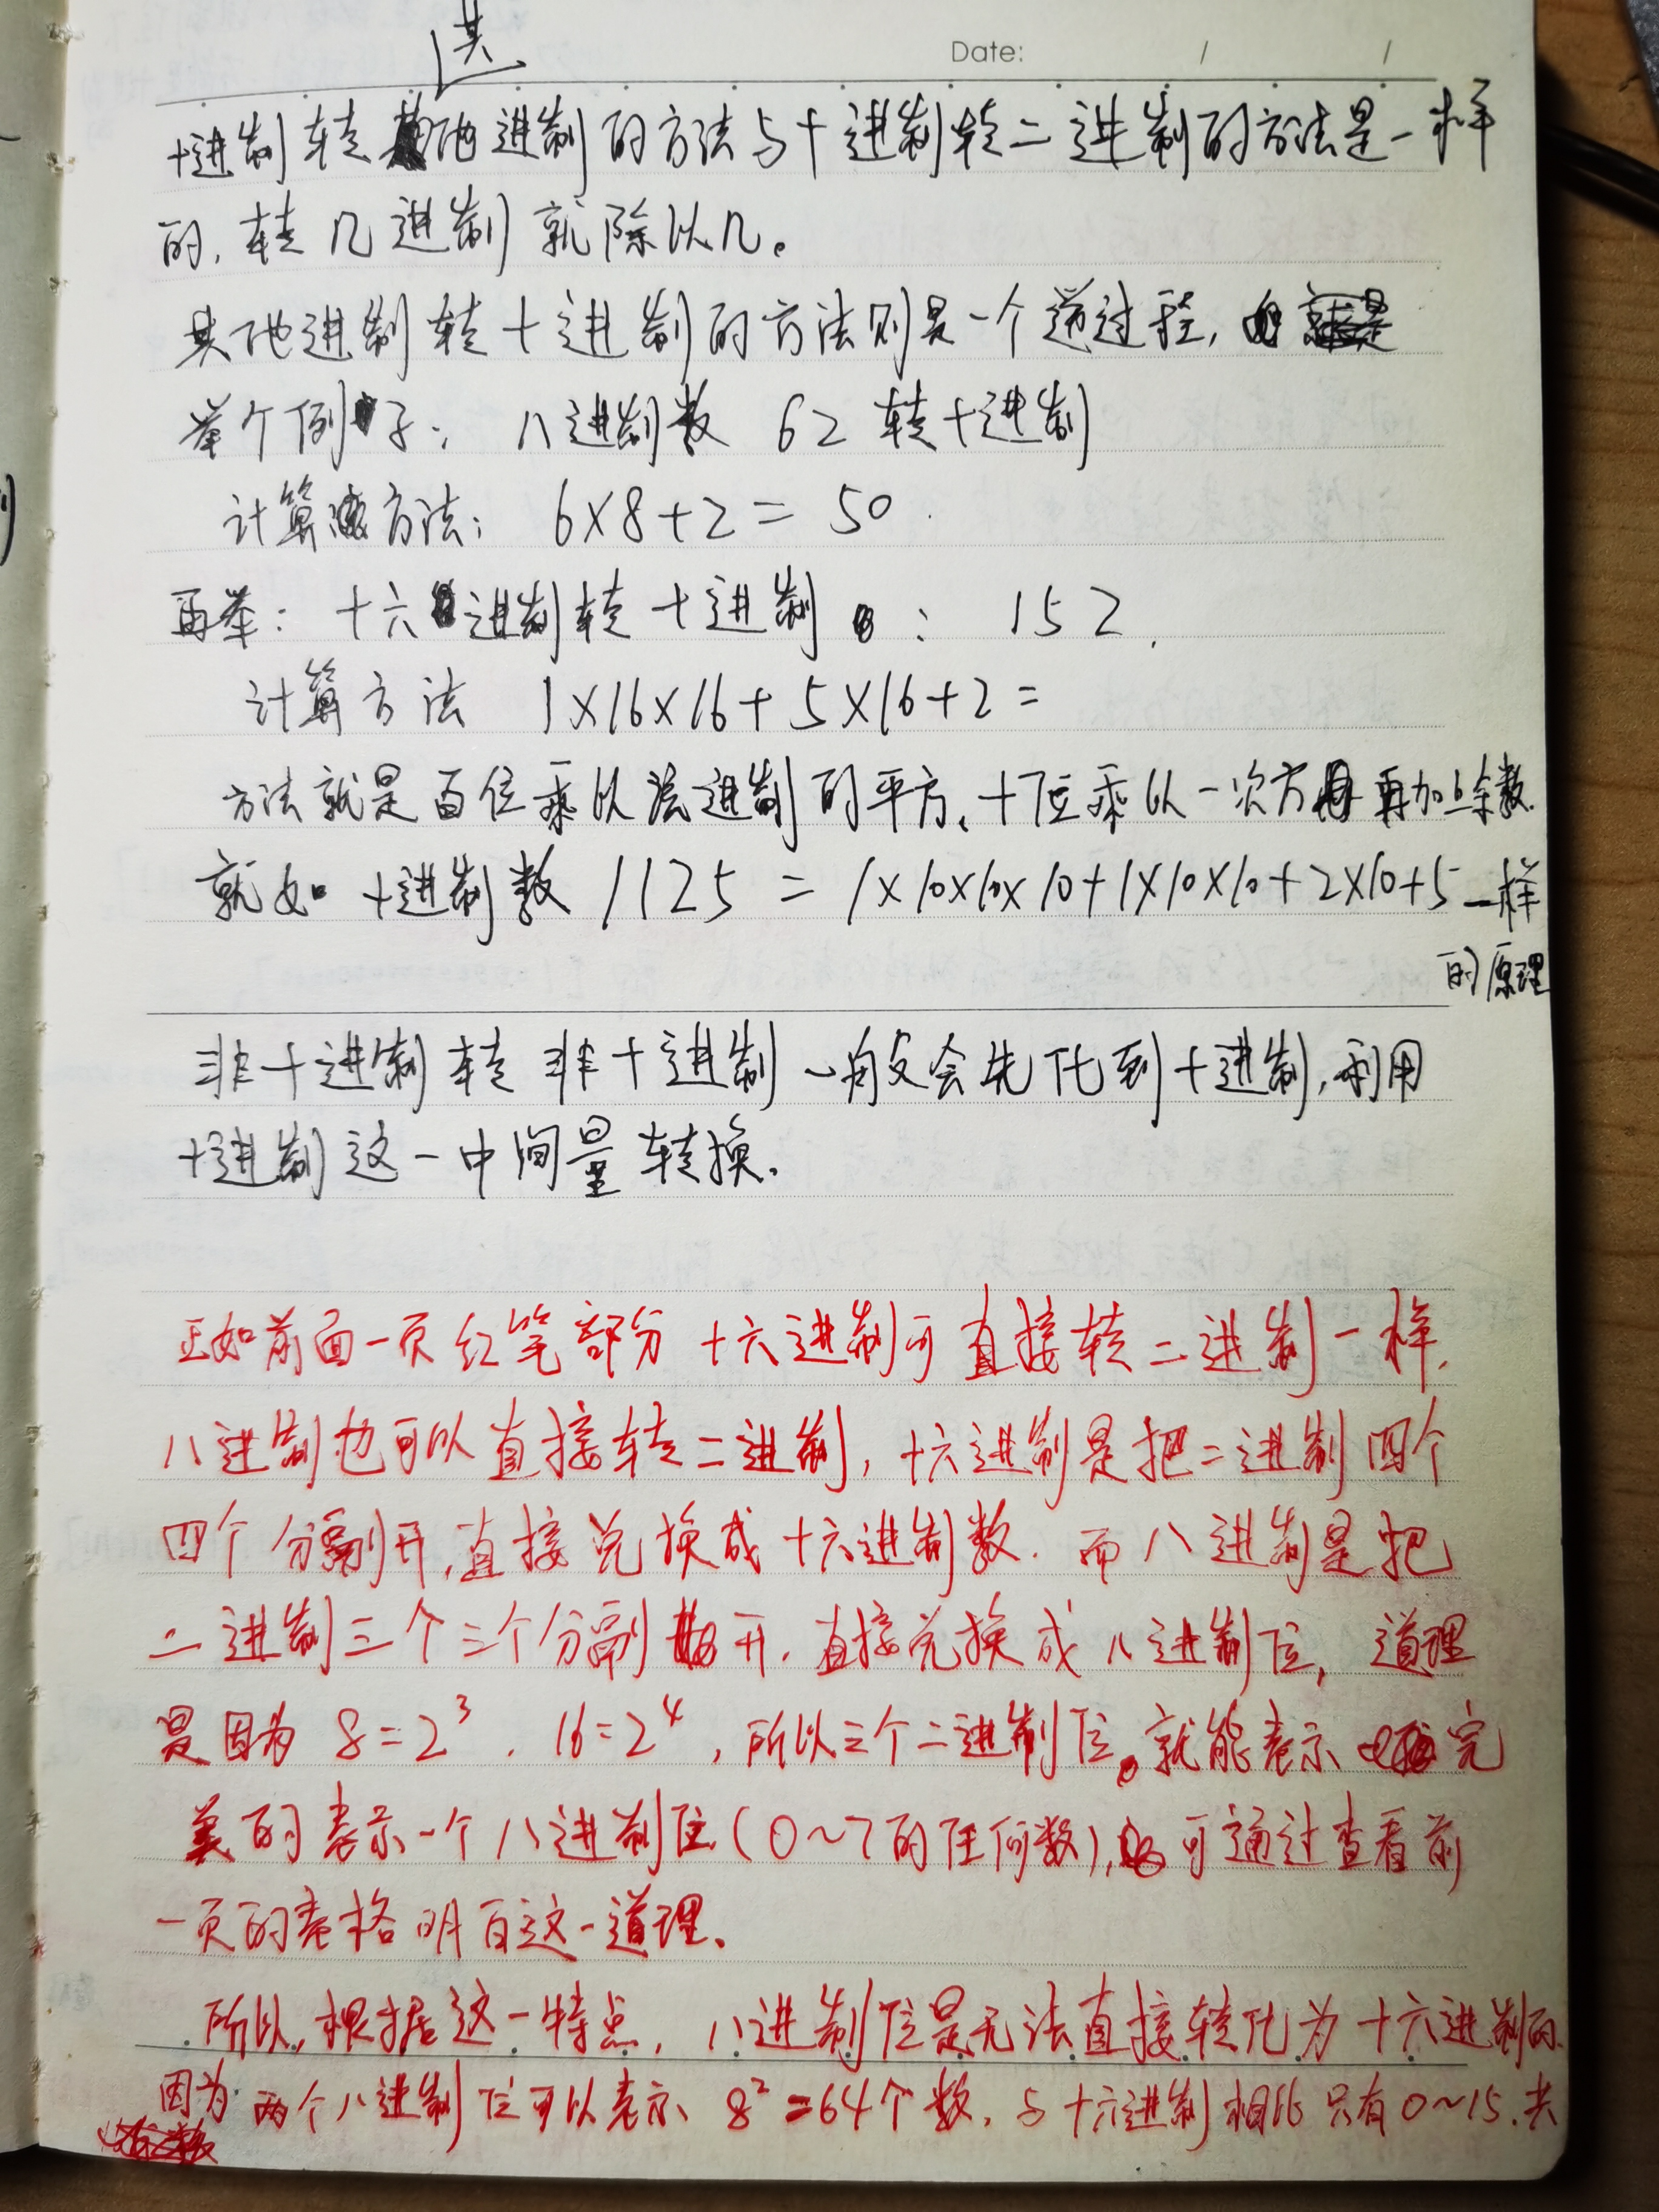 其
Date: / /
十进制转其他进制的方法与十进制转二进制的方法是一样
的，转几进制就除以几。
其他进制转十进制的方法则是一个逆过程，
举个例子：八进制数 62 转十进制
计算方法：6×8+2=50.
再举：十六进制转十进制：152.
计算方法 1×16×16+5×16+2=
方法就是百位乘以该进制的平方、十位乘以一次方再加上余数.
就如十进制数 1125 = 1×10×10×10+1×10×10+2×10+5 一样
的原理
非十进制转非十进制一般会先化到十进制，利用
十进制这一中间量转换.
正如前面一页红笔部分十六进制可直接转二进制一样，
八进制也可以直接转二进制，十六进制是把二进制四个
四个分割开，直接兑换成十六进制数. 而八进制是把
二进制三个三个分割开，直接兑换成八进制位，道理
是因为 8=2³，16=2⁴，所以三个二进制位就能表示完
美的表示一个八进制位(0~7的任何数)，可通过查看前
一页的表格明白这一道理.
所以，根据这一特点，八进制位是无法直接转化为十六进制的.
因为两个八进制位可以表示 8²=64个数，与十六进制相比只有0~15.共